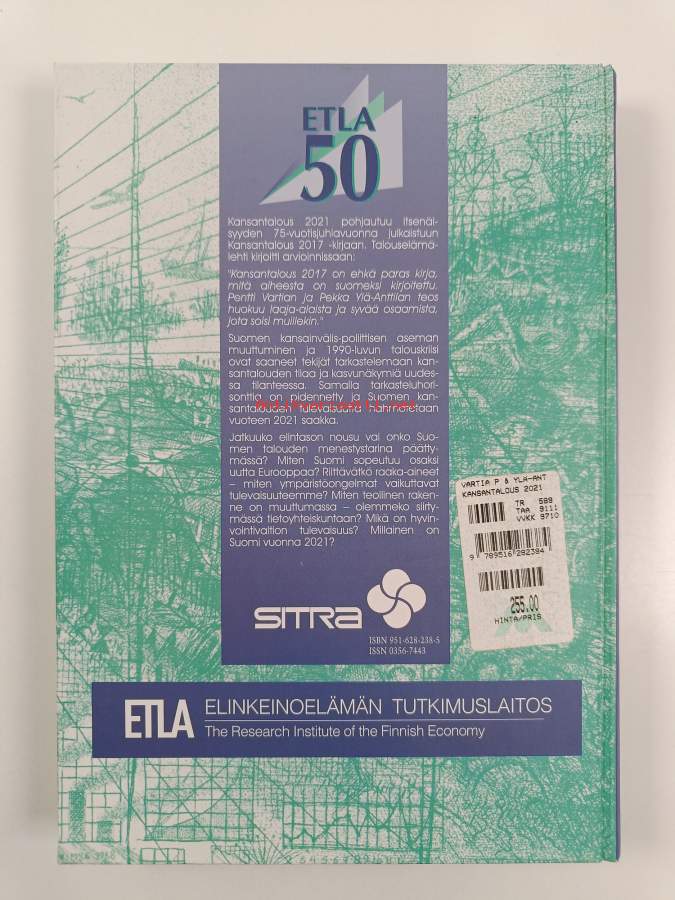 ETLA
50
Kansantalous 2021 pohjautuu itsenäi-
syyden 75-vuotisjuhlavuonna julkaistuun
Kansantalous 2017 -kirjaan. Talouselämä-
lehti kirjoitti arvioinnissaan:
"Kansantalous 2017 on ehkä paras kirja,
mitä aiheesta on suomeksi kirjoitettu.
Pentti Vartian ja Pekka Ylä-Anttilan teos
huokuu laaja-alaista ja syvää osaamista,
jota soisi muillekin."
Suomen kansainvälis-poliittisen aseman
muuttuminen ja 1990-luvun talouskriisi
ovat saaneet tekijät tarkastelemaan kan-
santalouden tilaa ja kasvunäkymiä uudes-
sa tilanteessa. Samalla tarkasteluhori-
sonttia on pidennetty ja Suomen kan-
santalouden tulevaisuutta hahmotetaan
vuoteen 2021 saakka.
Jatkuuko elintason nousu vai onko Suo-
men talouden menestystarina päätty-
mässä? Miten Suomi sopeutuu osaksi
uutta Eurooppaa? Riittävätkö raaka-aineet
– miten ympäristöongelmat vaikuttavat
tulevaisuuteemme? Miten teollinen raken-
ne on muuttumassa – olemmeko siirty-
mässä tietoyhteiskuntaan? Mikä on hyvin-
vointivaltion tulevaisuus? Millainen on
Suomi vuonna 2021?
VARTIA P & YLÄ-ANT
KANSANTALOUS 2021
TR 589
TAA 9111
VVKK 9710
9 789516 282384
255.00
HINTA/PRIS
SITRA
ISBN 951-628-238-5
ISSN 0356-7443
ETLA
ELINKEINOELÄMÄN TUTKIMUSLAITOS
The Research Institute of the Finnish Economy